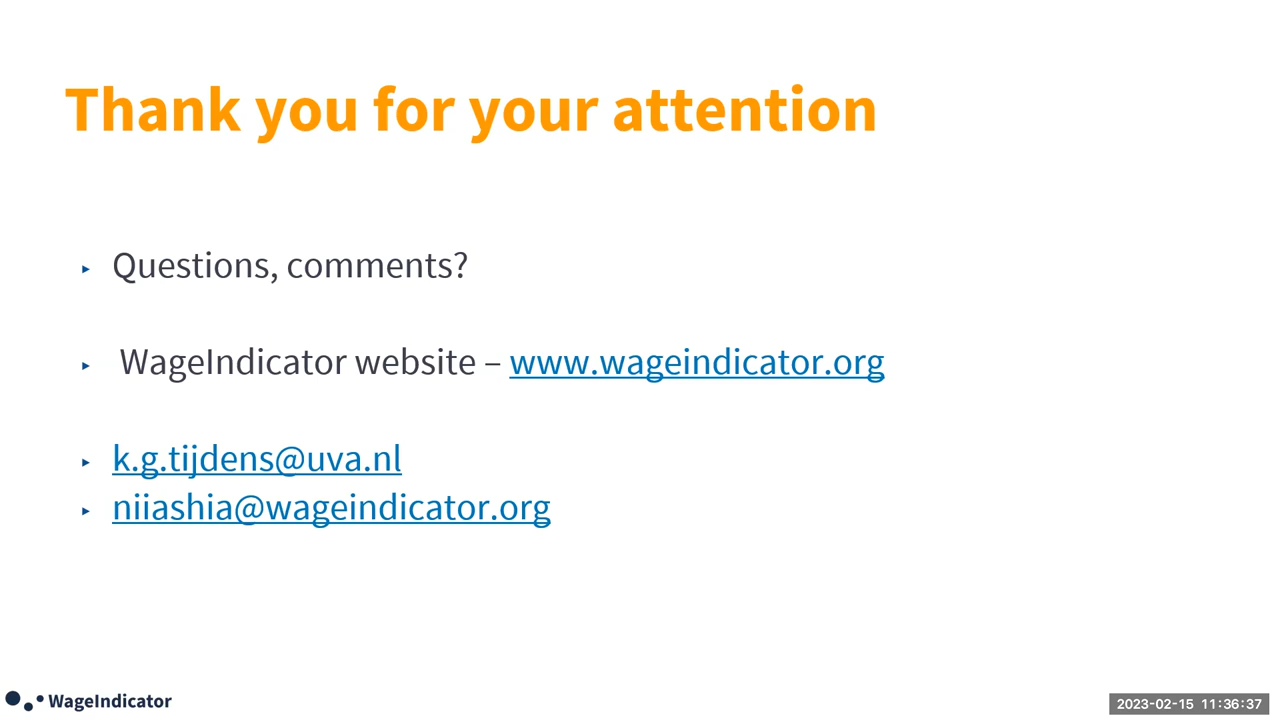 Thank you for your attention
Questions, comments?
WageIndicator website – www.wageindicator.org
k.g.tijdens@uva.nl
niiashia@wageindicator.org
WageIndicator
2023-02-15 11:36:37